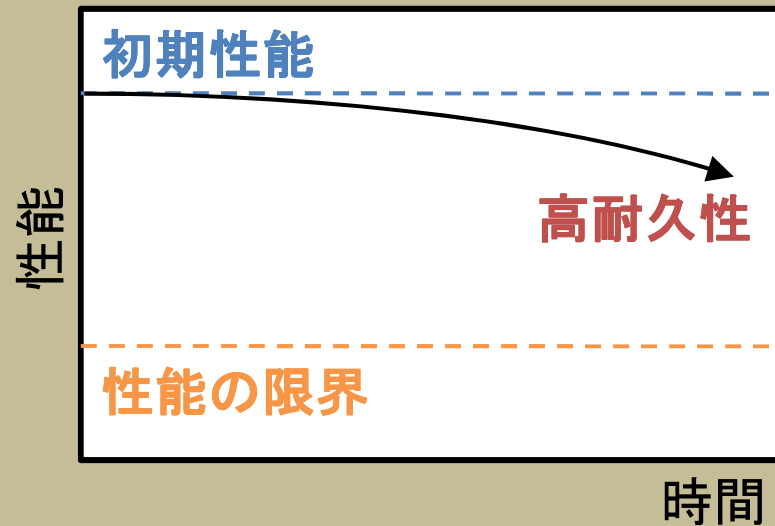 初期性能
高耐久性
性能
性能の限界
時間